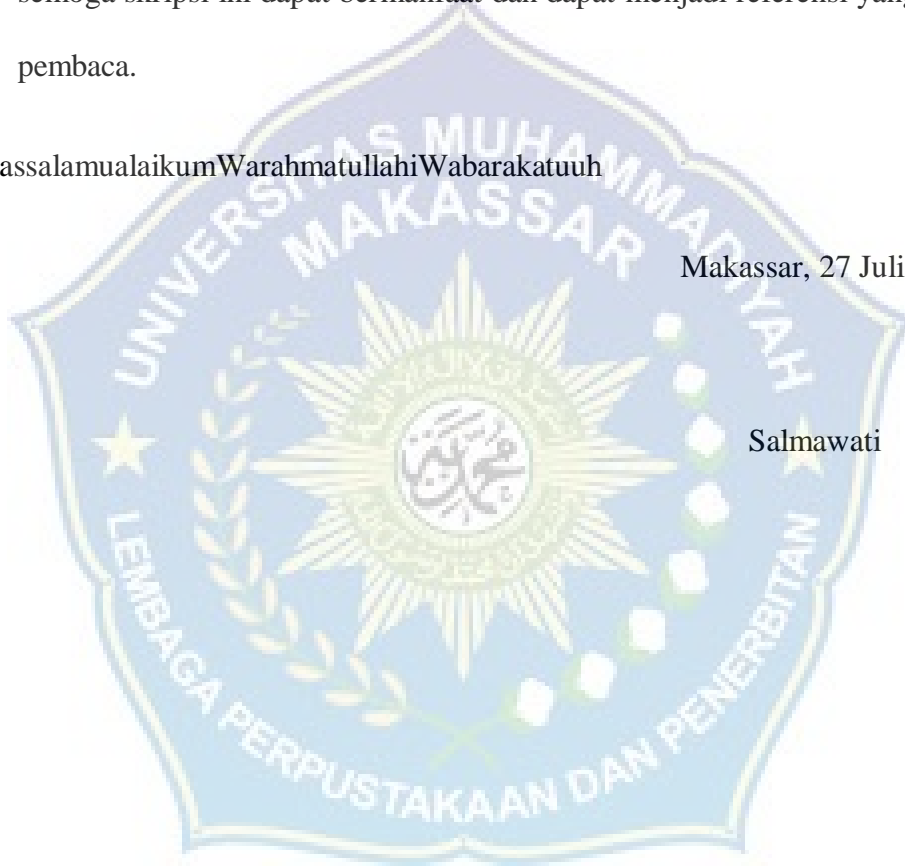 semoga skripsi ini dapat bermanfaat dan dapat menjadi referensi yang
pembaca.
assalamualaikumWarahmatullahiWabarakatuuh
Makassar, 27 Juli
Salmawati
UNIVERSITAS MUHAMMADIYAH
MAKASSAR
محمد
LEMBAGA PERPUSTAKAAN DAN PENERBITAN